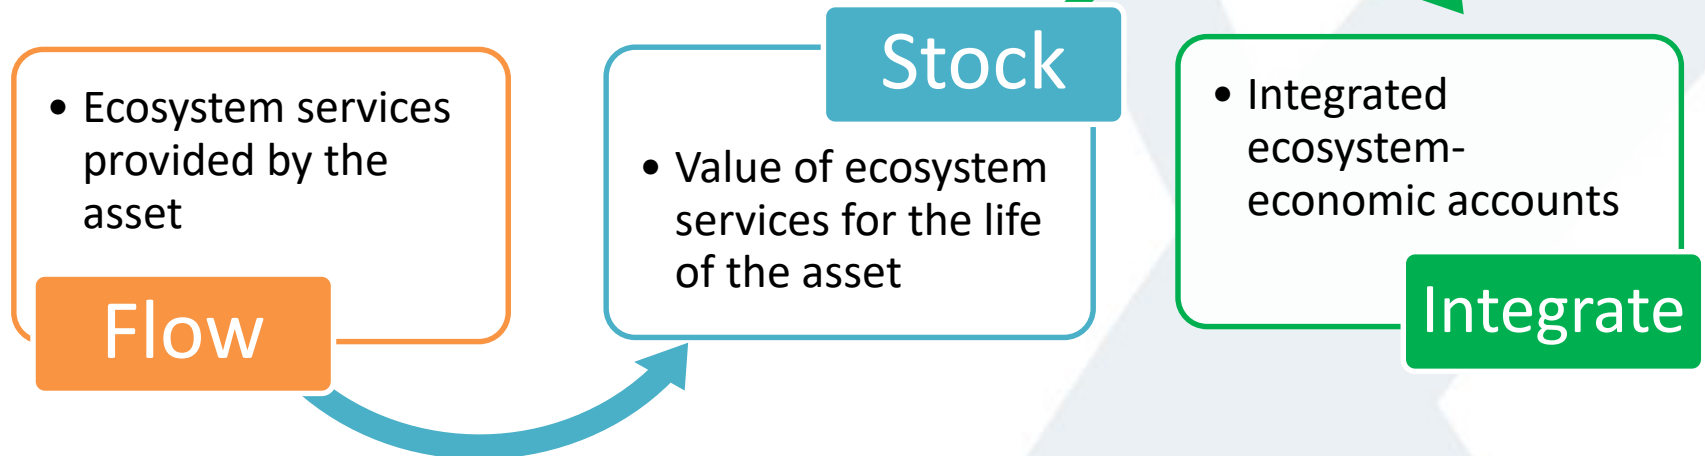 • Ecosystem services
provided by the
asset
Flow
Stock
• Value of ecosystem
services for the life
of the asset
• Integrated
ecosystem-
economic accounts
Integrate